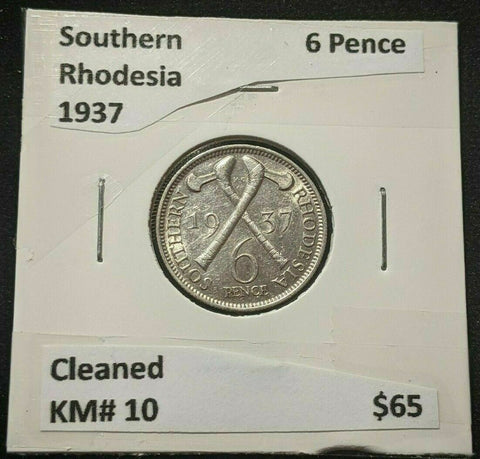 Southern 6 Pence
Rhodesia
1937
SOUTHERN RHODESIA
19 37
6
PENCE
Cleaned
KM# 10 $65